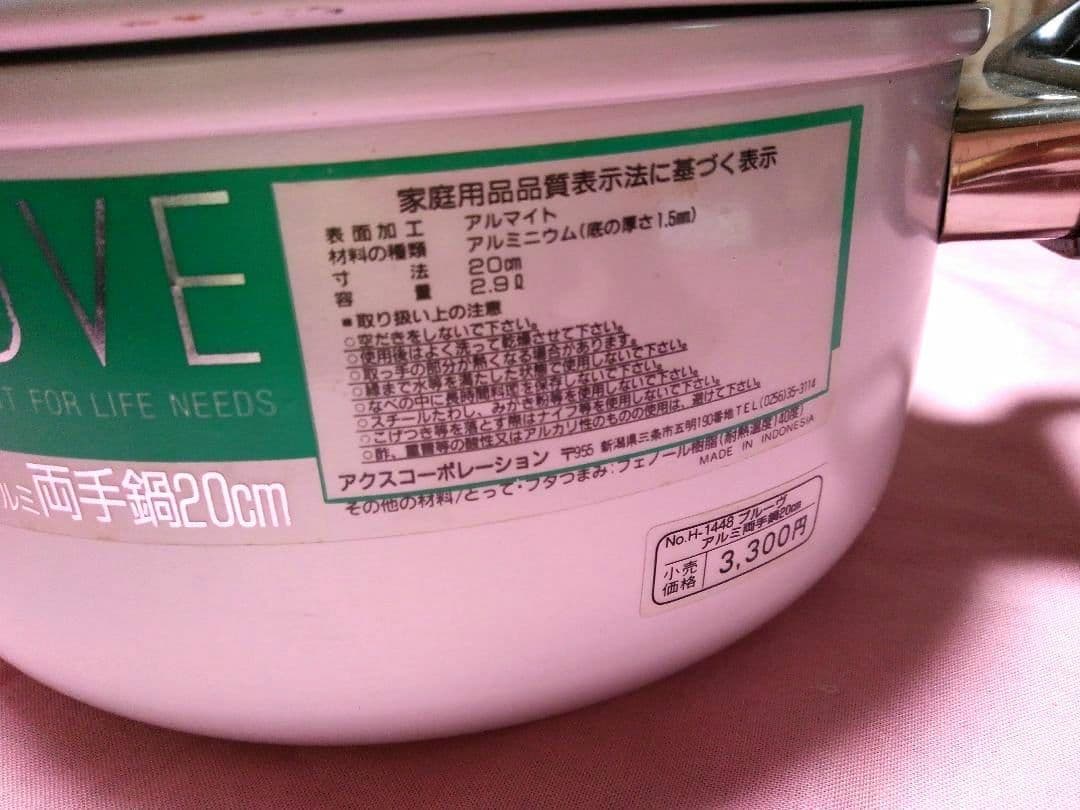 OVE
T FOR LIFE NEEDS
ルミ両手鍋20cm
家庭用品品質表示法に基づく表示
表面加工 アルマイト
材料の種類 アルミニウム(底の厚さ1.5㎜)
寸法 20㎝
容量 2.9ℓ
■取り扱い上の注意
○空だきをしないで下さい。
○使用後はよく洗って乾燥させて下さい。
○取っ手の部分が熱くなる場合があります。
○縁まで水等を満たした状態で使用しないで下さい。
○なべの中に長時間料理を保存しないで下さい。
○スチールたわし、みがき粉等を使用しないで下さい。
○こげつき等を落とす際はナイフ等を使用しないで下さい。
○酢、重曹等の酸性又はアルカリ性のものの使用は、避けて下さい。
アクスコーポレーション 〒955 新潟県三条市五明190番地 TEL(0256)35-3114
その他の材料/とって・フタつまみ:フェノール樹脂(耐熱温度140度)
MADE IN INDONESIA
No.H-1448 プルーヴ
アルミ両手鍋20cm
小売価格 3,300円